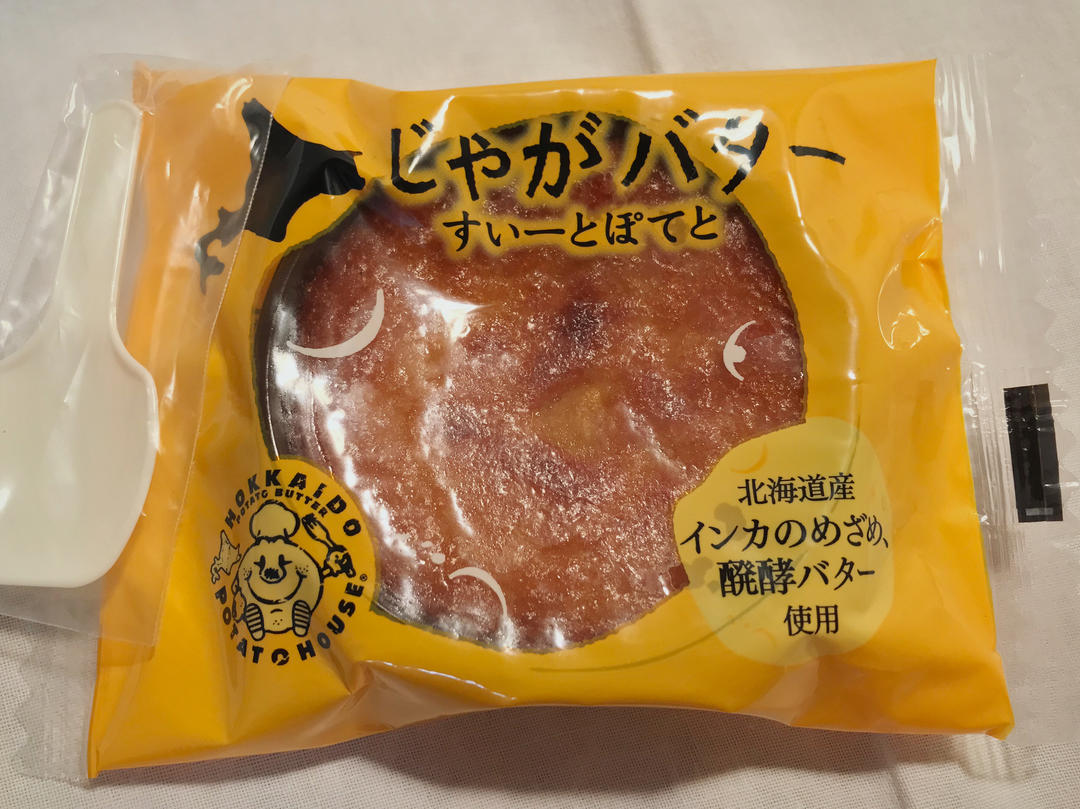 じゃがバター
すいーとぽてと
北海道産
インカのめざめ、
醗酵バター
使用
HOKKAIDO
POTATO BUTTER
POTATO HOUSE®